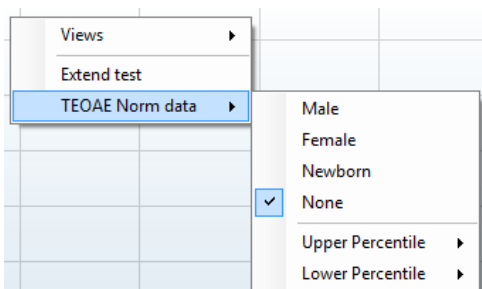 Views
Extend test
TEOAE Norm data
Male
Female
Newborn
None
Upper Percentile
Lower Percentile